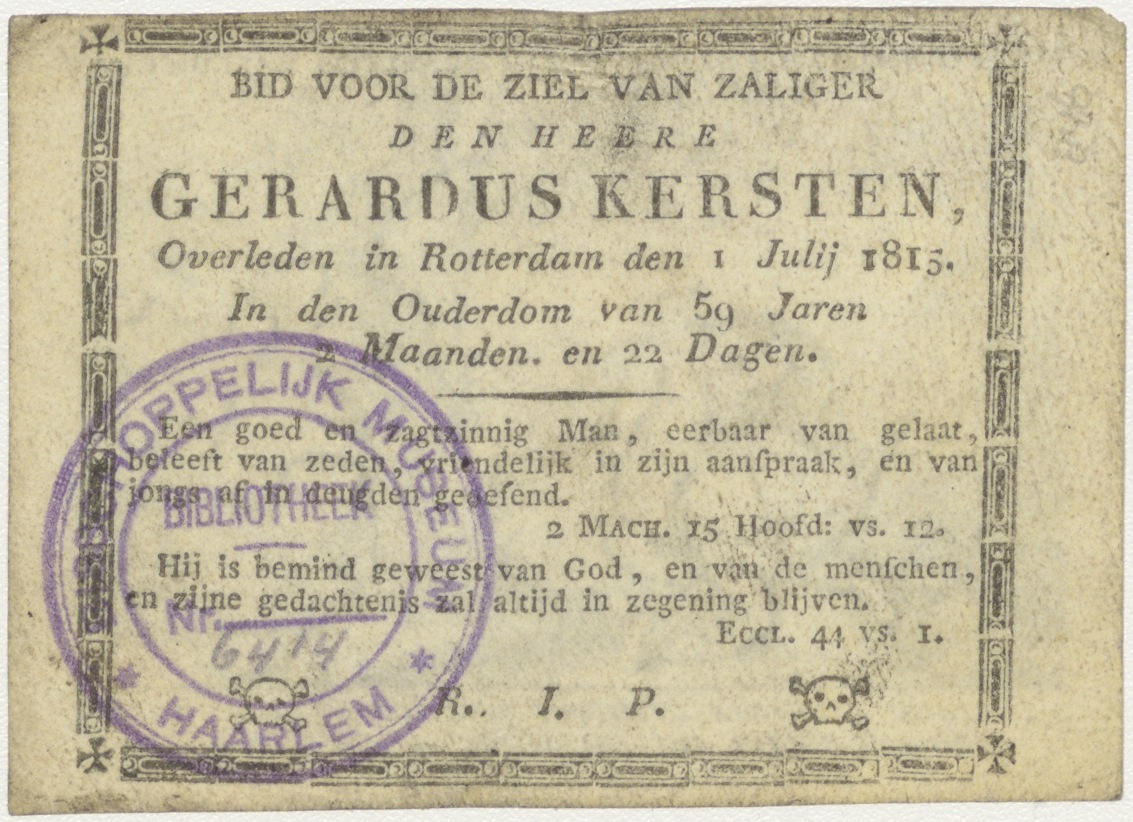 BID VOOR DE ZIEL VAN ZALIGER
DEN HEERE
GERARDUS KERSTEN,
Overleden in Rotterdam den 1 Julij 1815.
In den Ouderdom van 59 Jaren
2 Maanden. en 22 Dagen.
Een goed en zagtzinnig Man, eerbaar van gelaat,
beleeft van zeden, vriendelijk in zijn aanſpraak, en van
jongs af in deugden geoefend.
2 MACH. 15 Hoofd: vs. 12.
Hij is bemind geweest van God, en van de menſchen,
en zijne gedachtenis zal altijd in zegening blijven.
ECCL. 44 vs. 1.
R. I. P.
BISSCHOPPELIJK MUSEUM
BIBLIOTHEEK
Nr.
6414
* HAARLEM *